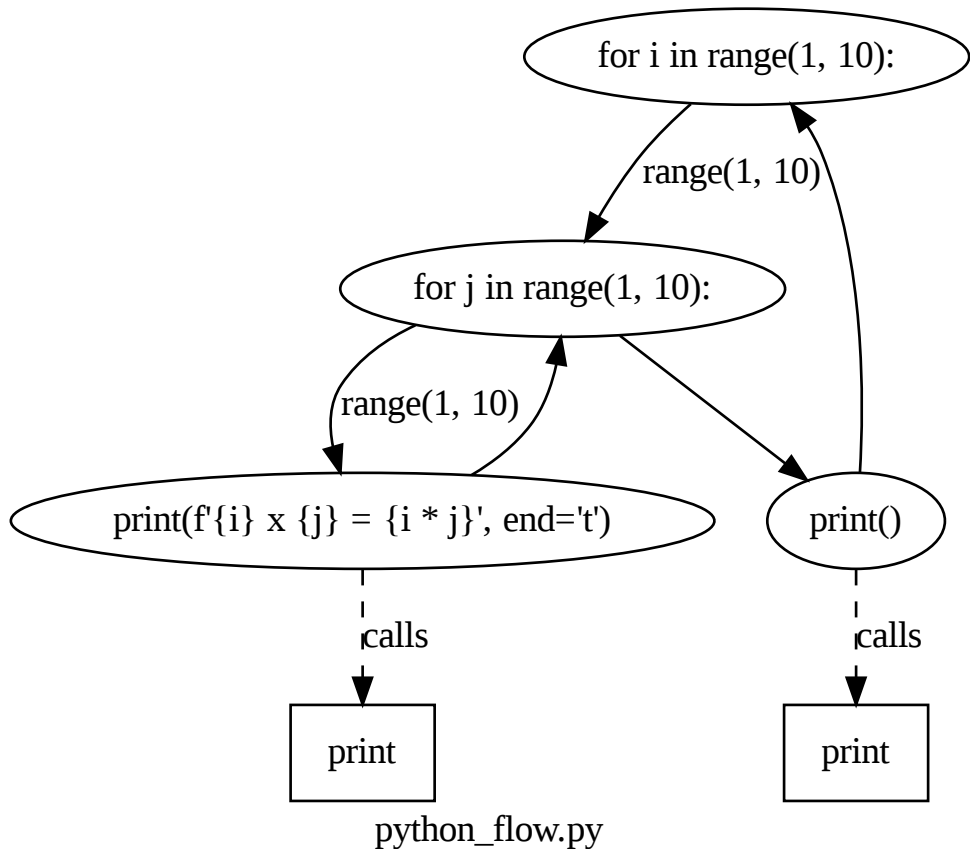 for i in range(1, 10):
range(1, 10)
for j in range(1, 10):
range(1, 10)
print(f'{i} x {j} = {i * j}', end='t')
print()
calls
calls
print
print
python_flow.py